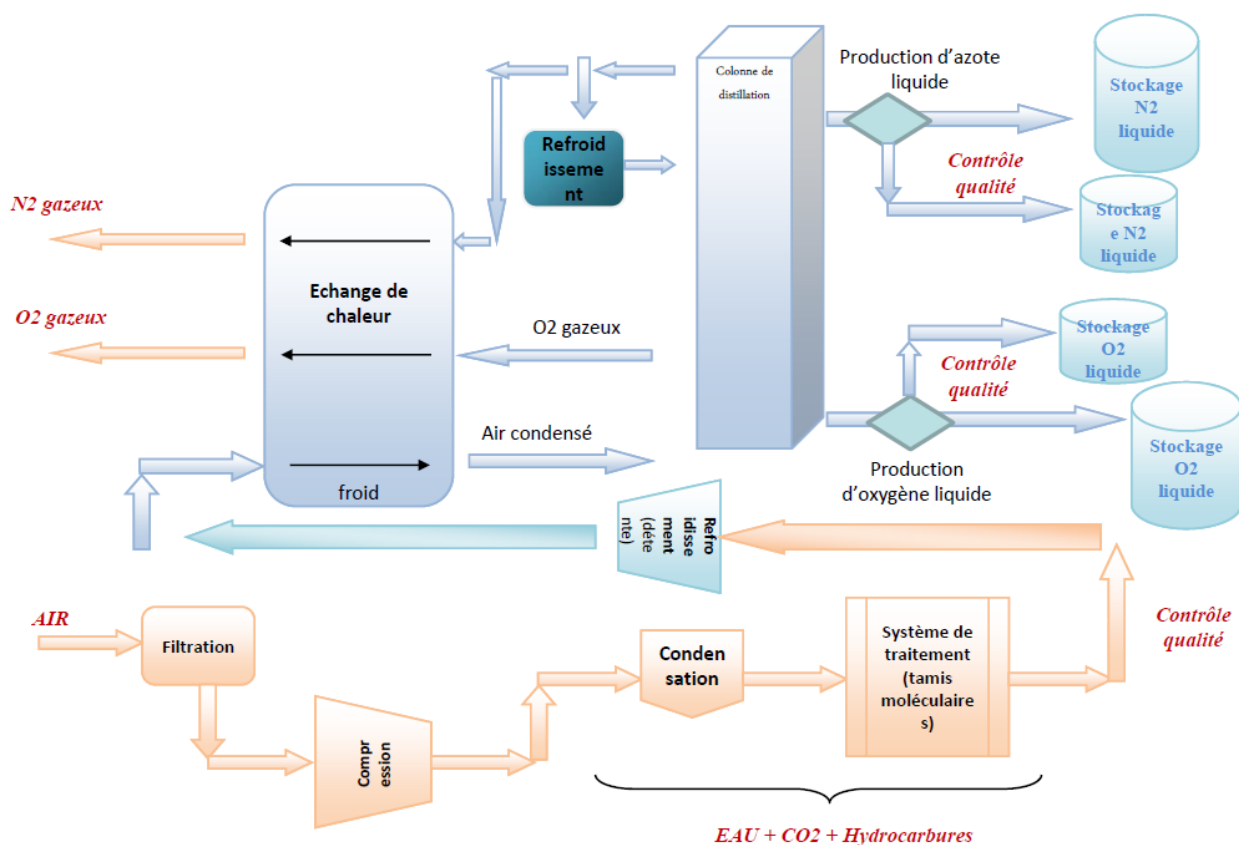 Colonne de
distillation
Production d'azote
liquide
Stockage
N2
liquide
Refroid
isseme
nt
Contrôle
qualité
Stockag
e N2
liquide
N2 gazeux
Echange de
chaleur
O2 gazeux
O2 gazeux
Stockage
O2
liquide
Contrôle
qualité
Air condensé
froid
Production
d'oxygène liquide
Stockage
O2
liquide
Refro
idisse
ment
(déte
nte)
AIR
Filtration
Compr
ession
Conden
sation
Système de
traitement
(tamis
moléculaire
s)
Contrôle
qualité
EAU + CO2 + Hydrocarbures